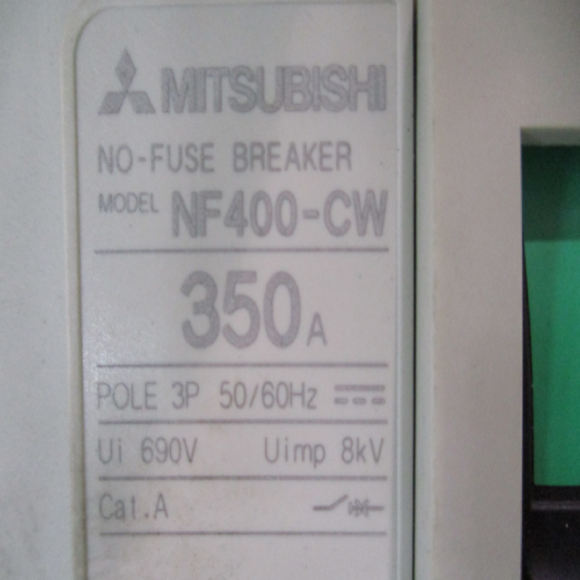 MITSUBISHI
NO-FUSE BREAKER
MODEL NF400-CW
350A
POLE 3P 50/60Hz
Ui 690V Uimp 8kV
Cat.A